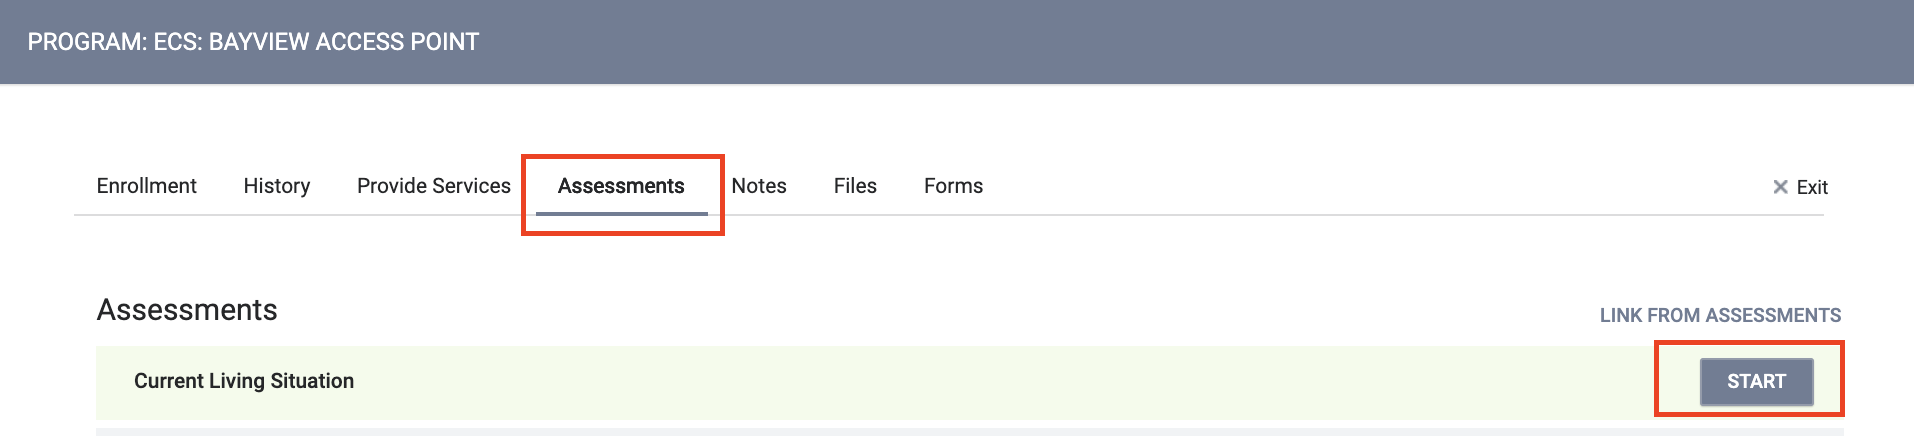 PROGRAM: ECS: BAYVIEW ACCESS POINT
Enrollment History Provide Services Assessments Notes Files Forms Exit
Assessments
LINK FROM ASSESSMENTS
Current Living Situation START